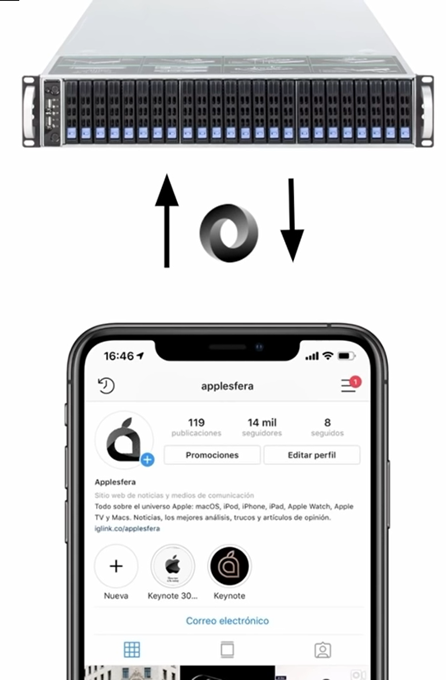 16:46
applesfera
1
119
14 mil
8
publicaciones
seguidores
seguidos
Promociones
Editar perfil
Applesfera
Sitio web de noticias y medios de comunicación
Todo sobre el universo Apple: macOS, iPod, iPhone, iPad, Apple Watch, Apple
TV y Macs. Noticias, los mejores análisis, trucos y artículos de opinión.
iglink.co/applesfera
Nueva
Keynote 30...
Keynote
Correo electrónico